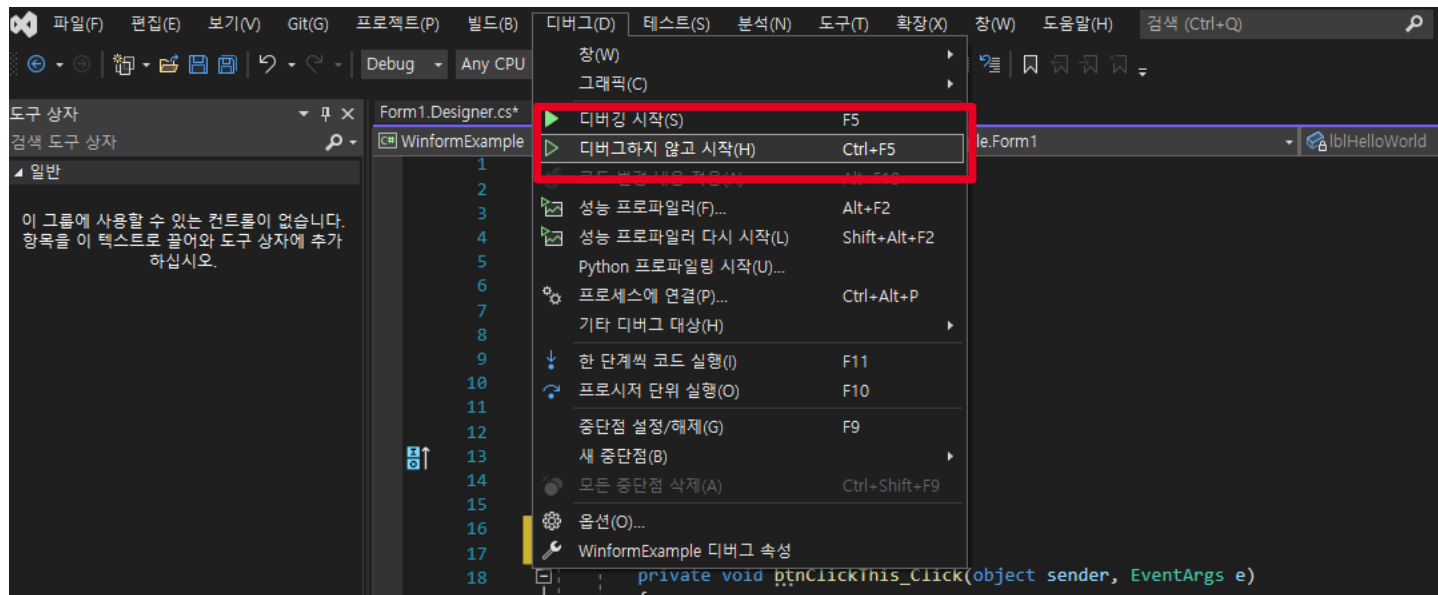 파일(F) 편집(E) 보기(V) Git(G) 프로젝트(P) 빌드(B) 디버그(D) 테스트(S) 분석(N) 도구(T) 확장(X) 창(W) 도움말(H) 검색 (Ctrl+Q)
Debug Any CPU
창(W)
그래픽(C)
도구 상자
Form1.Designer.cs*
디버깅 시작(S) F5
검색 도구 상자
WinformExample
디버그하지 않고 시작(H) Ctrl+F5
le.Form1
lblHelloWorld
일반
코드 변경 내용 적용(A) Alt+F10
이 그룹에 사용할 수 있는 컨트롤이 없습니다.
항목을 이 텍스트로 끌어와 도구 상자에 추가
하십시오.
1
2
3
4
5
6
7
8
9
10
11
12
13
14
15
16
17
18
성능 프로파일러(F)... Alt+F2
성능 프로파일러 다시 시작(L) Shift+Alt+F2
Python 프로파일링 시작(U)...
프로세스에 연결(P)... Ctrl+Alt+P
기타 디버그 대상(H)
한 단계씩 코드 실행(I) F11
프로시저 단위 실행(O) F10
중단점 설정/해제(G) F9
새 중단점(B)
모든 중단점 삭제(A) Ctrl+Shift+F9
옵션(O)...
WinformExample 디버그 속성
private void btnClickThis_Click(object sender, EventArgs e)